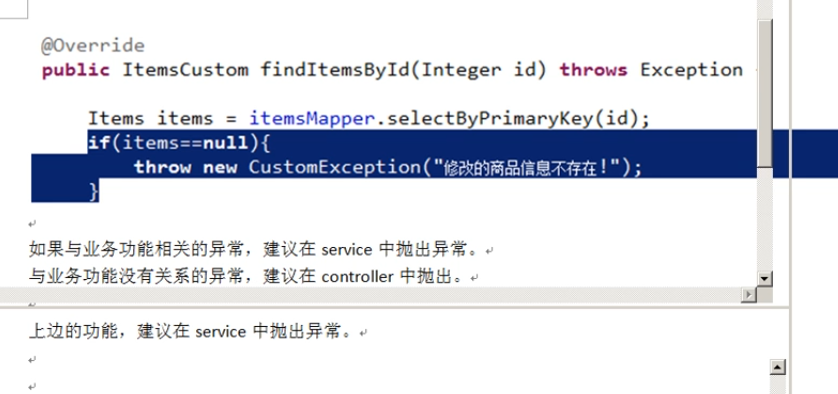 @Override
public ItemsCustom findItemsById(Integer id) throws Exception
Items items = itemsMapper.selectByPrimaryKey(id);
if(items==null){
throw new CustomException("修改的商品信息不存在!");
}
如果与业务功能相关的异常，建议在 service 中抛出异常。
与业务功能没有关系的异常，建议在 controller 中抛出。
上边的功能，建议在 service 中抛出异常。